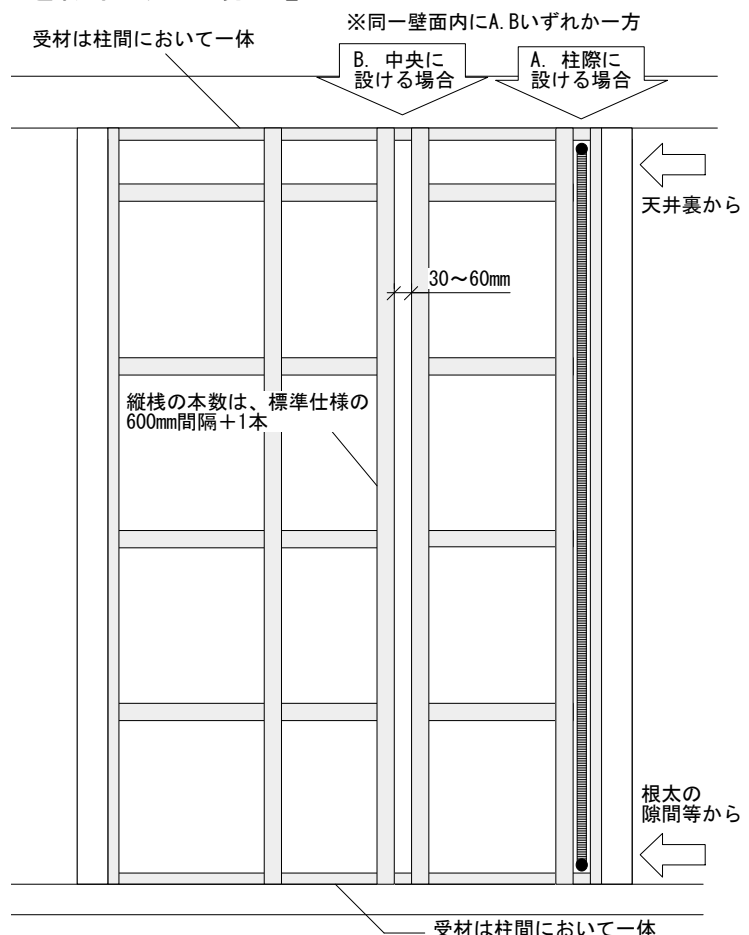 ※同一壁面内にA.Bいずれか一方
受材は柱間において一体
B. 中央に
設ける場合
A. 柱際に
設ける場合
天井裏から
30～60mm
縦桟の本数は、標準仕様の
600mm間隔＋1本
根太の
隙間等から
受材は柱間において一体